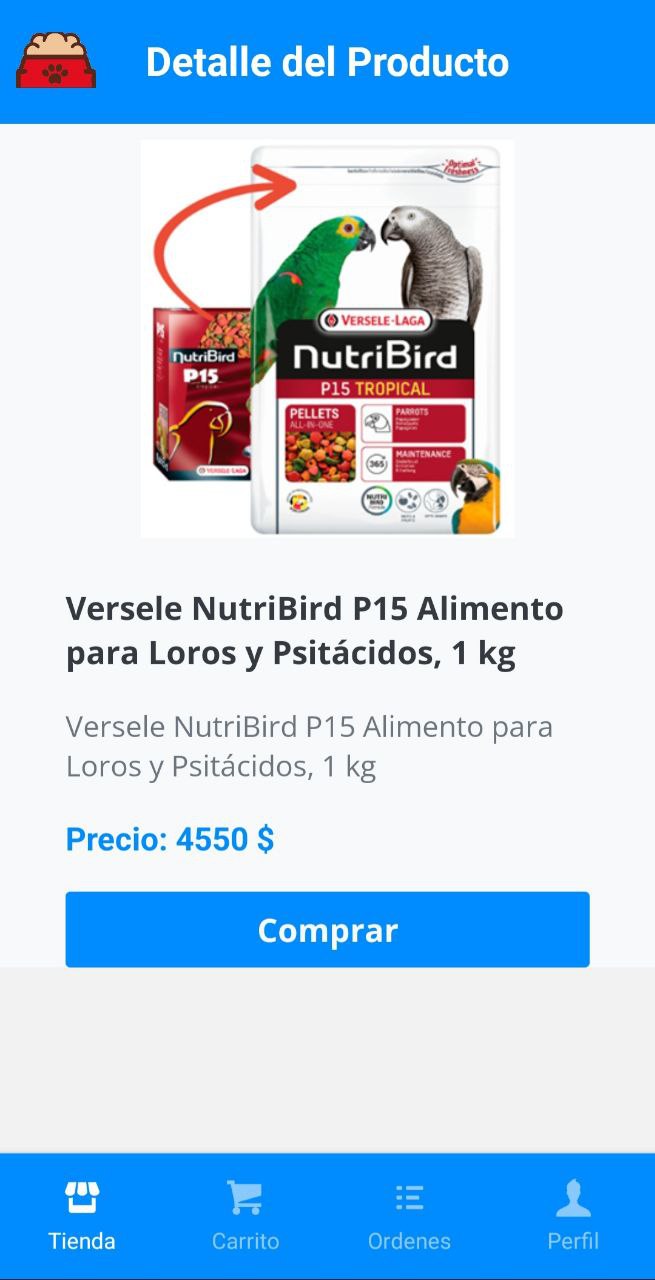 Detalle del Producto
Optimal
Freshness
VERSELE-LAGA
NutriBird
P15 TROPICAL
PELLETS
ALL-IN-ONE
PARROTS
365
MAINTENANCE
NUTRI
BIRD
NutriBird
P15
VERSELE-LAGA
Versele NutriBird P15 Alimento
para Loros y Psitácidos, 1 kg
Versele NutriBird P15 Alimento para
Loros y Psitácidos, 1 kg
Precio: 4550 $
Comprar
Tienda
Carrito
Ordenes
Perfil